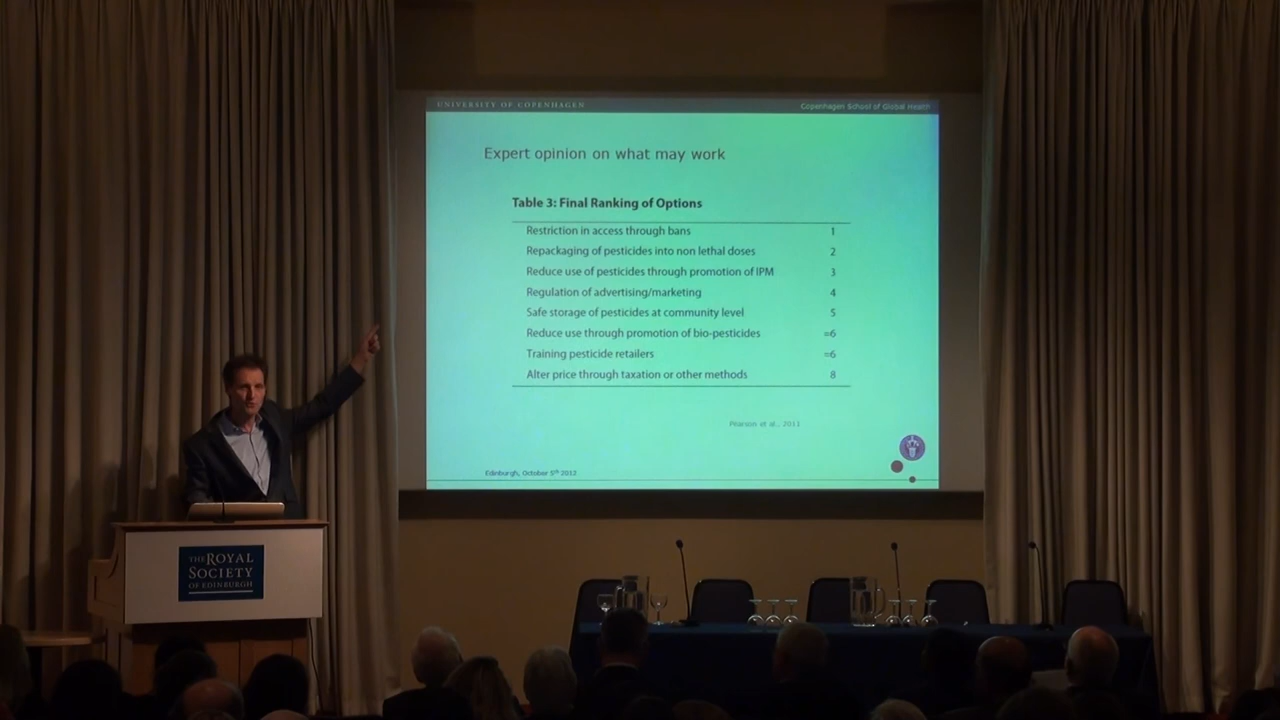 UNIVERSITY OF COPENHAGEN
Copenhagen School of Global Health
Expert opinion on what may work
Table 3: Final Ranking of Options
Restriction in access through bans 1
Repackaging of pesticides into non lethal doses 2
Reduce use of pesticides through promotion of IPM 3
Regulation of advertising/marketing 4
Safe storage of pesticides at community level 5
Reduce use through promotion of bio-pesticides =6
Training pesticide retailers =6
Alter price through taxation or other methods 8
Pearson et al., 2011
Edinburgh, October 5th 2012
THE ROYAL
SOCIETY
OF EDINBURGH